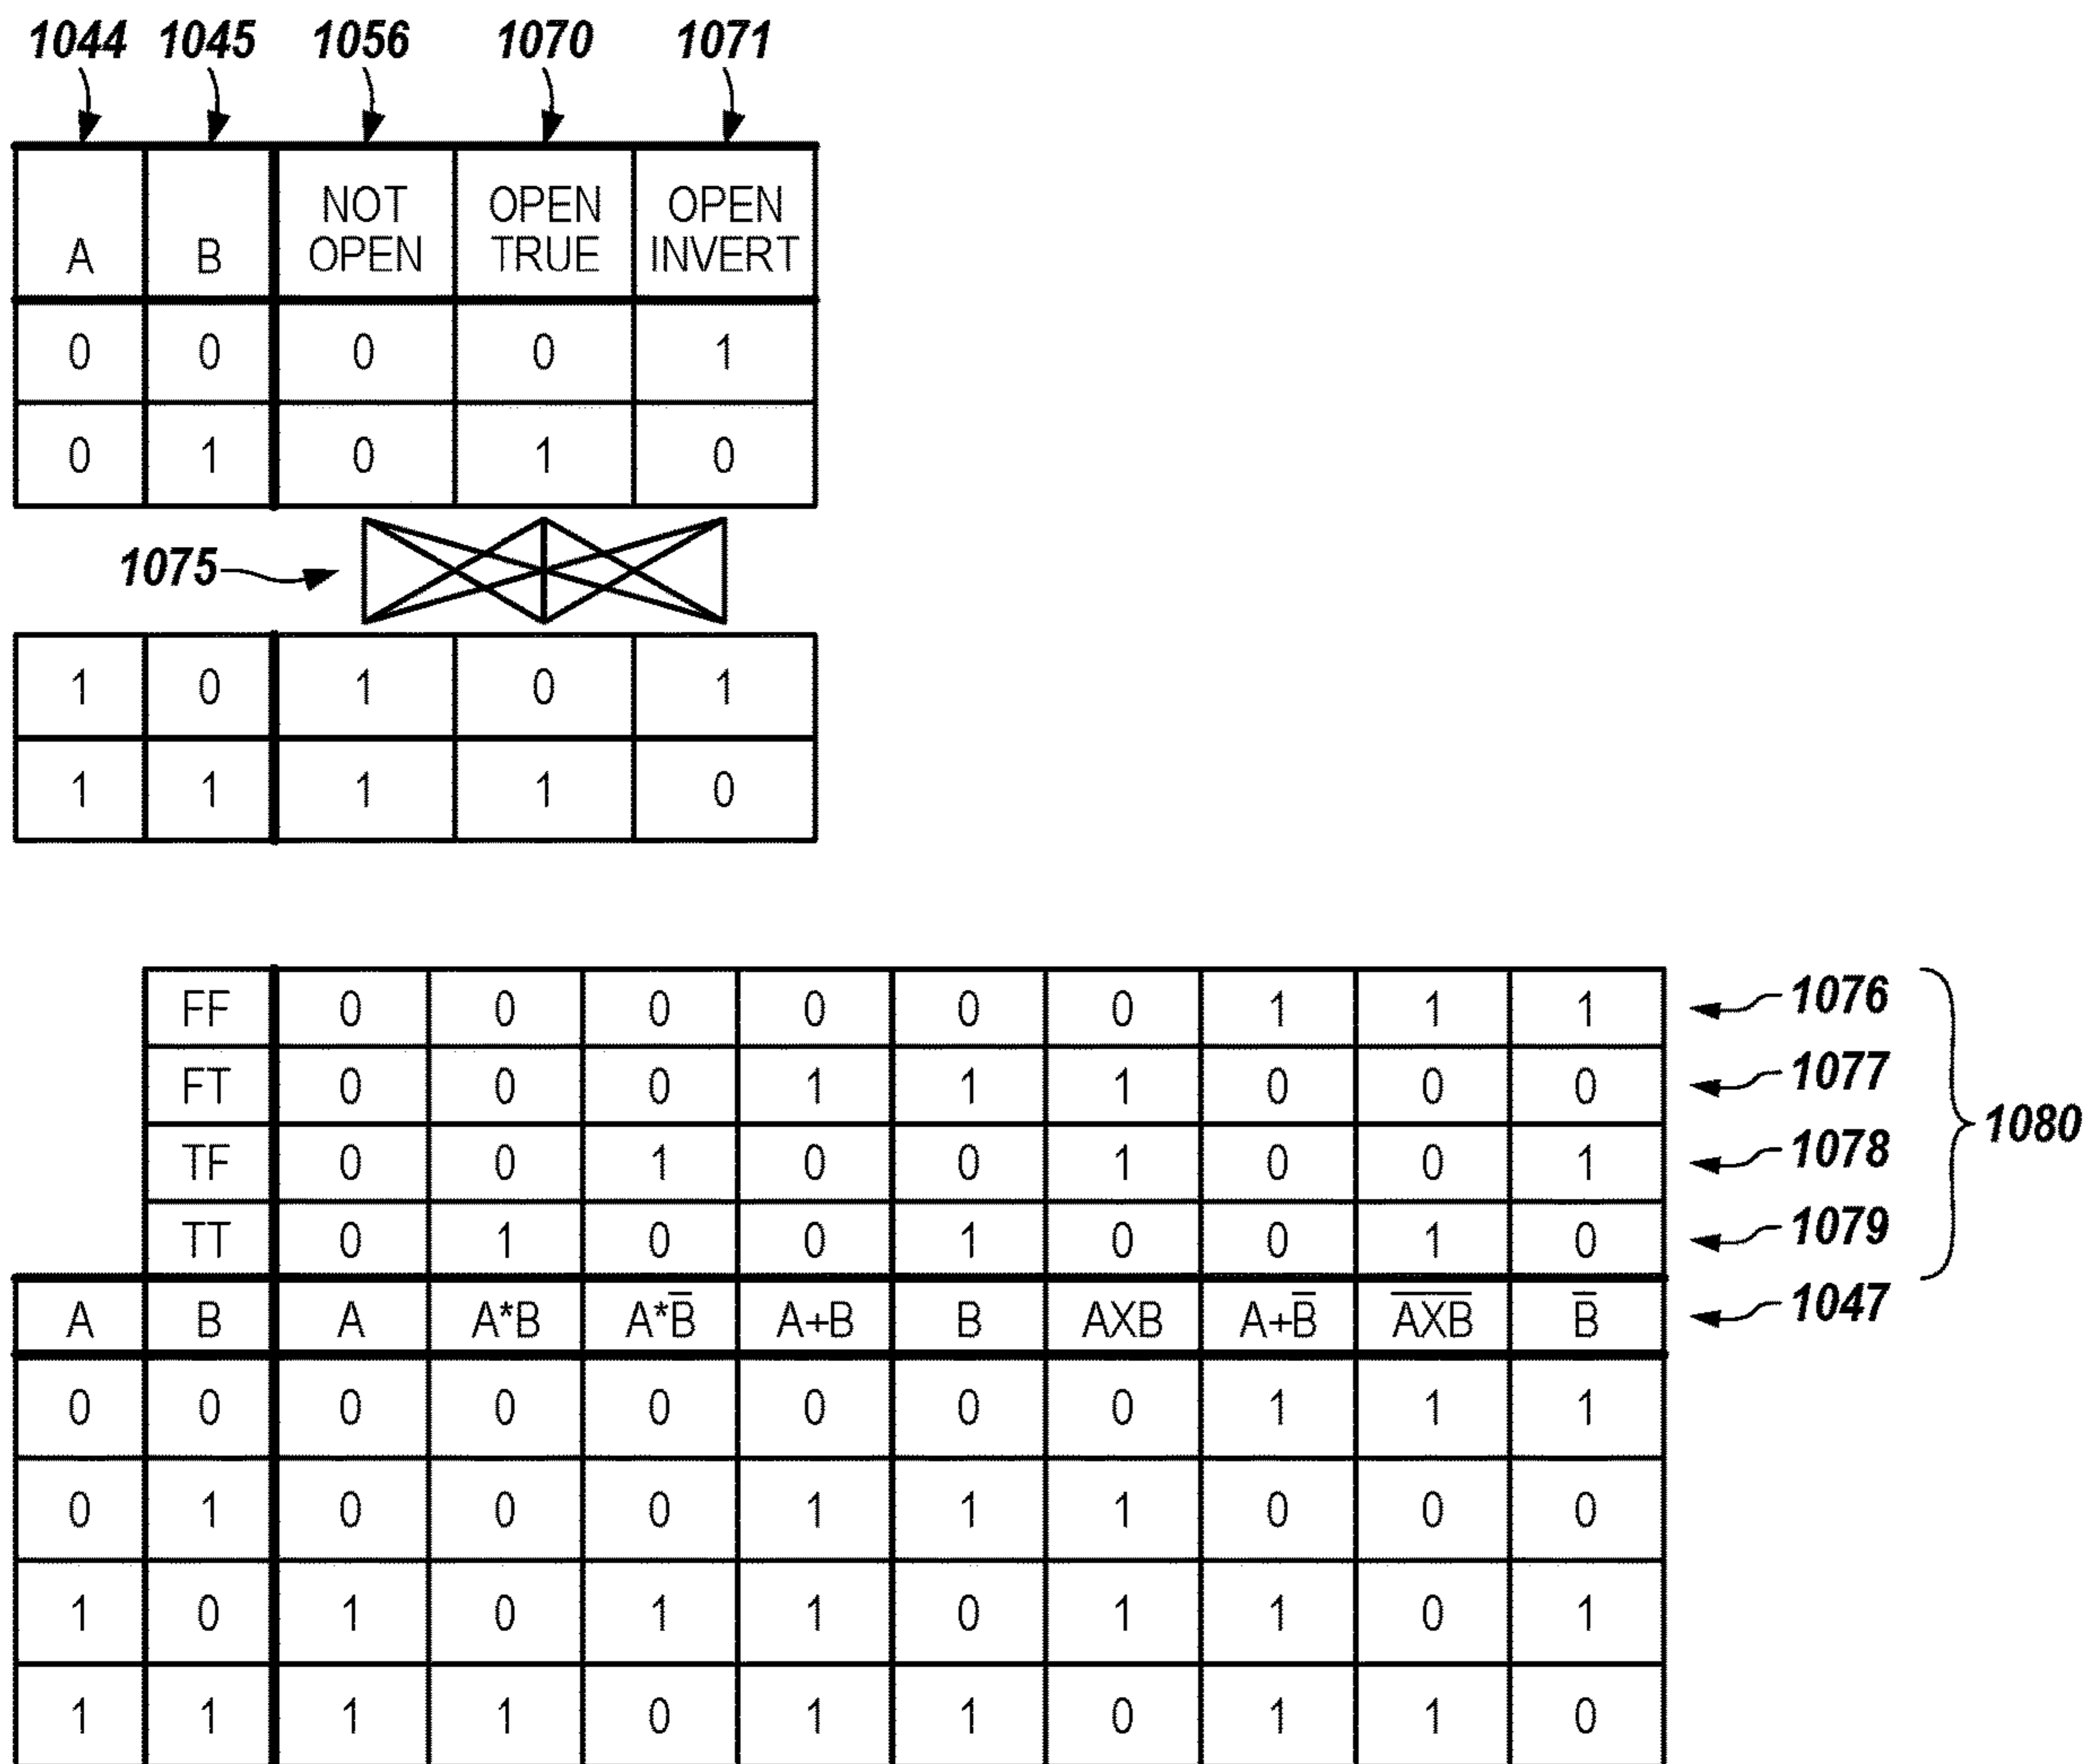 1044 1045 1056 1070 1071
A B NOT OPEN OPEN TRUE OPEN INVERT
0 0 0 0 1
0 1 0 1 0
1075
1 0 1 0 1
1 1 1 1 0
FF 0 0 0 0 0 0 1 1 1 1076
FT 0 0 0 1 1 1 0 0 0 1077
1080
TF 0 0 1 0 0 1 0 0 1 1078
TT 0 1 0 0 1 0 0 1 0 1079
A B A A*B A*B̅ A+B B AXB A+B̅ A̅X̅B̅ B̅ 1047
0 0 0 0 0 0 0 0 1 1 1
0 1 0 0 0 1 1 1 0 0 0
1 0 1 0 1 1 0 1 1 0 1
1 1 1 1 0 1 1 0 1 1 0